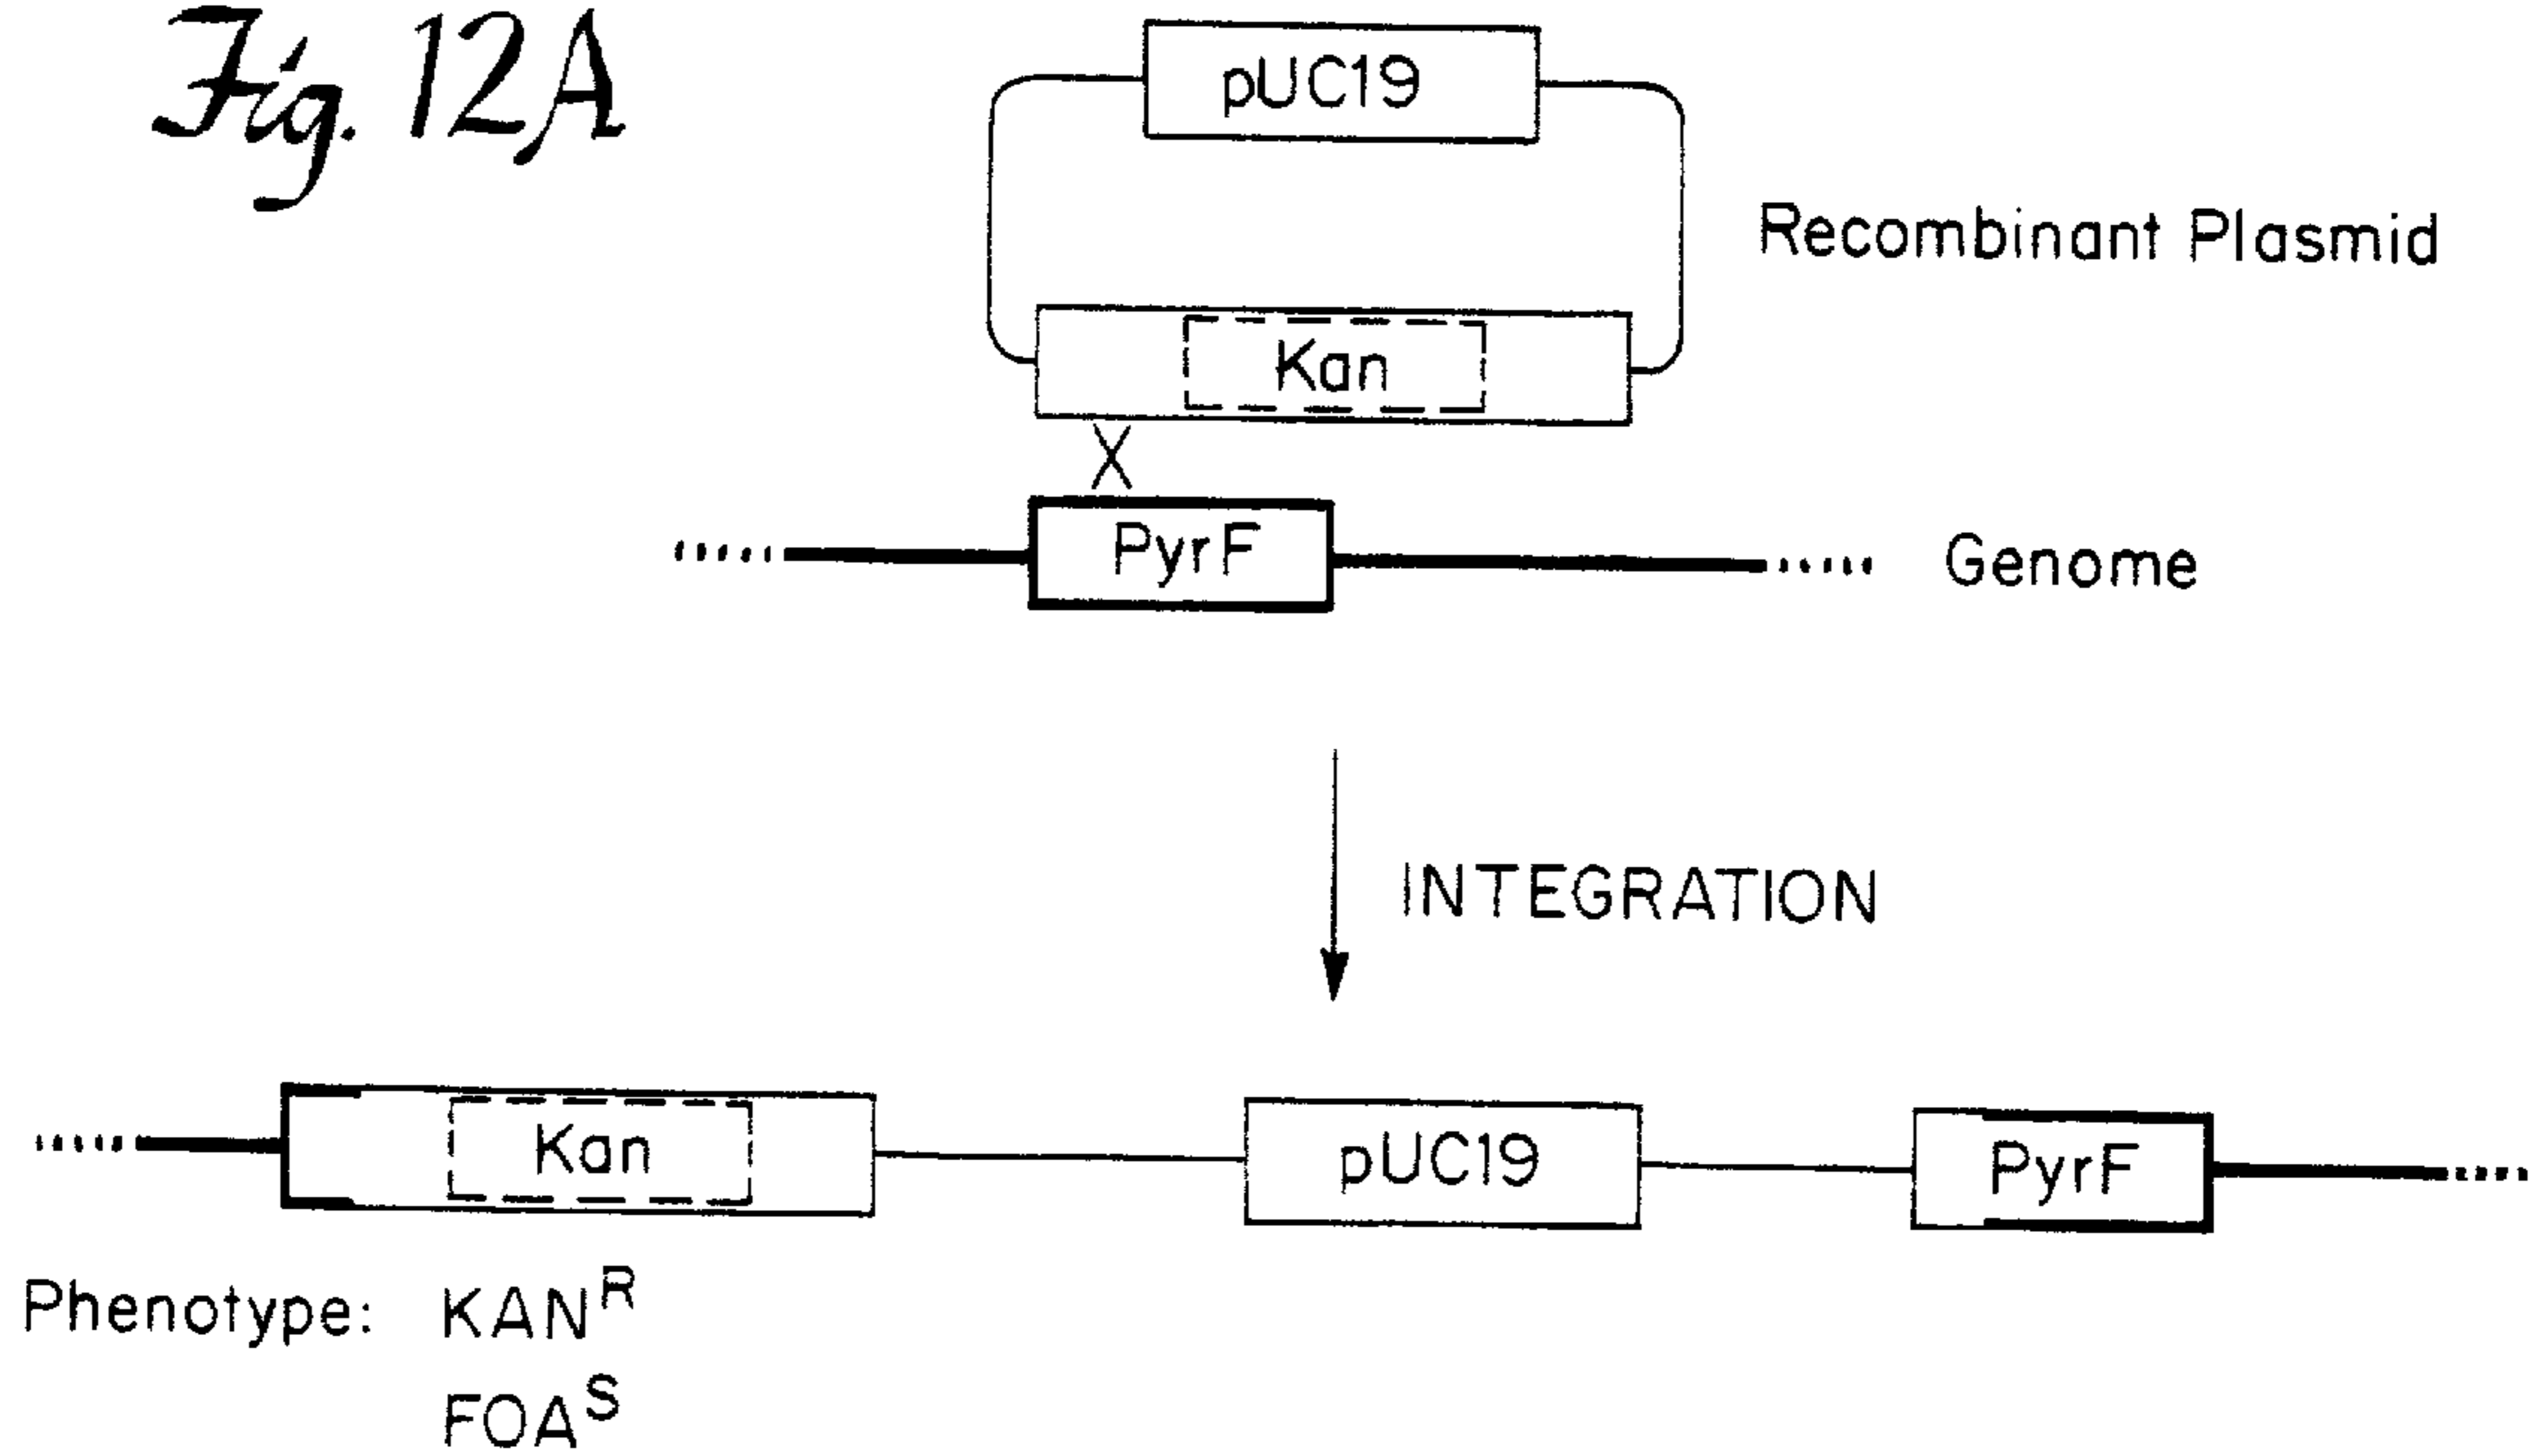 Fig. 12A
pUC19
Recombinant Plasmid
Kan
X
PyrF
Genome
INTEGRATION
Kan
pUC19
PyrF
Phenotype: KAN^R
FOA^S